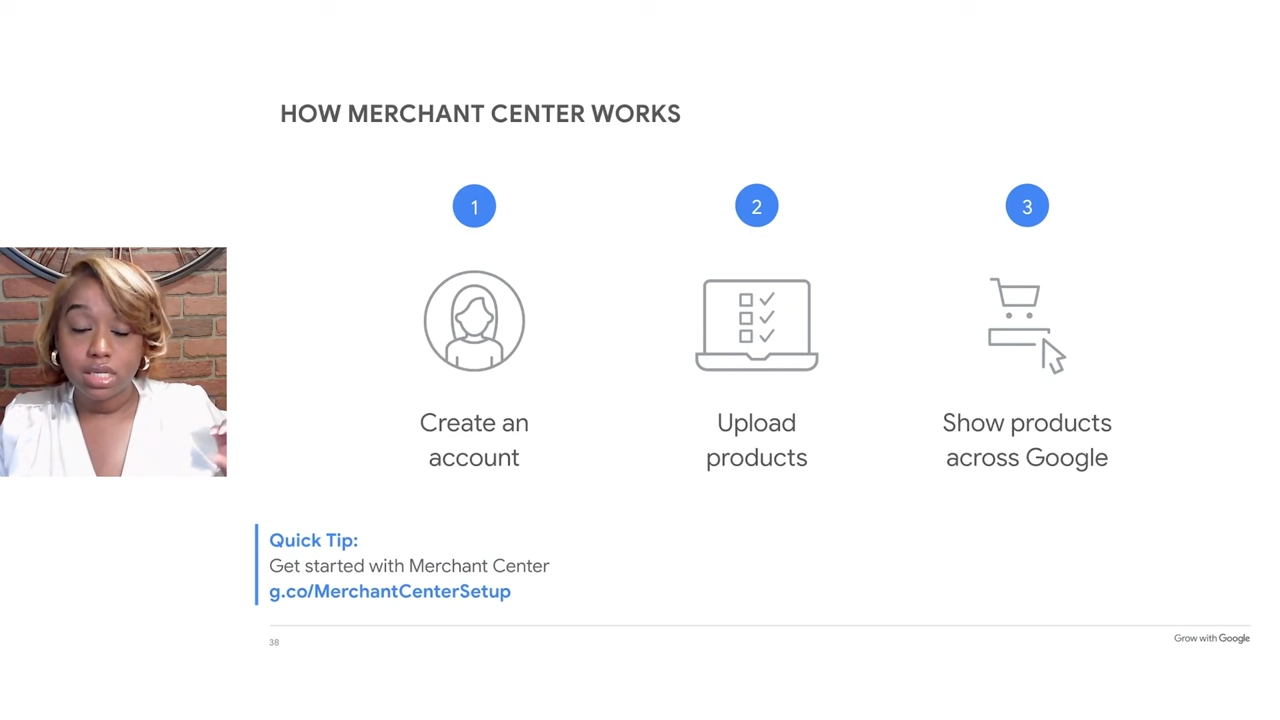 HOW MERCHANT CENTER WORKS
1
2
3
Create an
account
Upload
products
Show products
across Google
Quick Tip:
Get started with Merchant Center
g.co/MerchantCenterSetup
38
Grow with Google